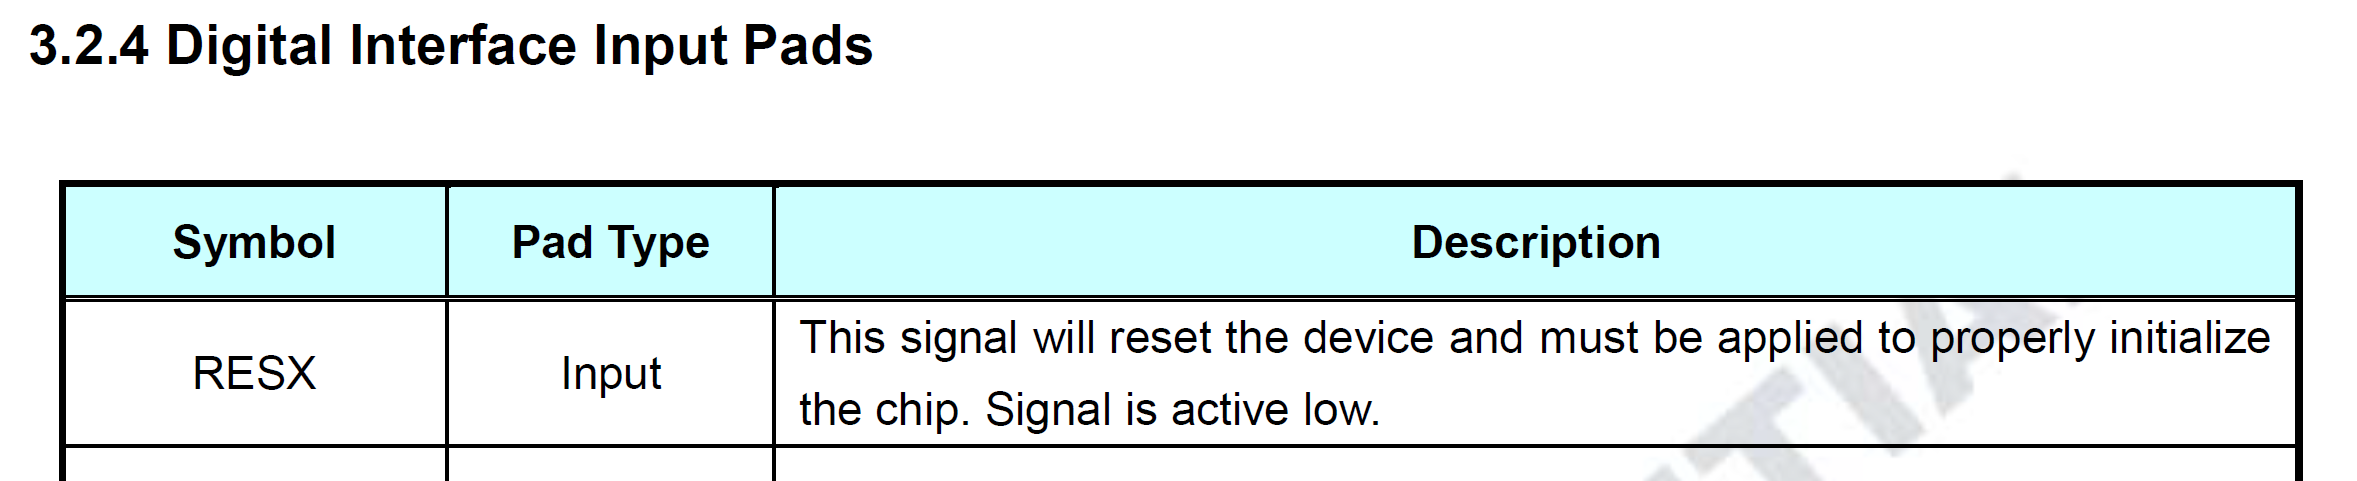 3.2.4 Digital Interface Input Pads
Symbol Pad Type Description
RESX Input This signal will reset the device and must be applied to properly initialize
the chip. Signal is active low.